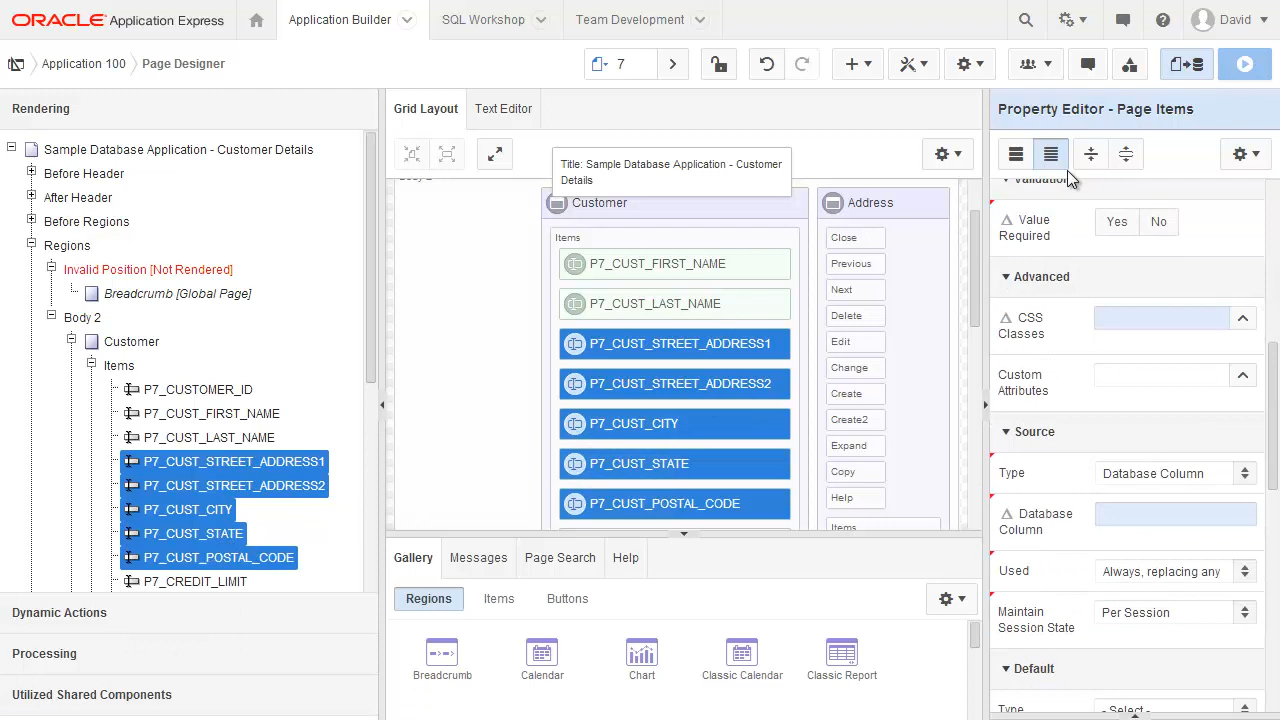 ORACLE Application Express
Application Builder
SQL Workshop
Team Development
David
Application 100
Page Designer
7
Rendering
Sample Database Application - Customer Details
Before Header
After Header
Before Regions
Regions
Invalid Position [Not Rendered]
Breadcrumb [Global Page]
Body 2
Customer
Items
P7_CUSTOMER_ID
P7_CUST_FIRST_NAME
P7_CUST_LAST_NAME
P7_CUST_STREET_ADDRESS1
P7_CUST_STREET_ADDRESS2
P7_CUST_CITY
P7_CUST_STATE
P7_CUST_POSTAL_CODE
P7_CREDIT_LIMIT
Dynamic Actions
Processing
Utilized Shared Components
Grid Layout
Text Editor
Title: Sample Database Application - Customer
Details
Customer
Items
P7_CUST_FIRST_NAME
P7_CUST_LAST_NAME
P7_CUST_STREET_ADDRESS1
P7_CUST_STREET_ADDRESS2
P7_CUST_CITY
P7_CUST_STATE
P7_CUST_POSTAL_CODE
Address
Close
Previous
Next
Delete
Edit
Change
Create
Create2
Expand
Copy
Help
Items
Gallery
Messages
Page Search
Help
Regions
Items
Buttons
Breadcrumb
Calendar
Chart
Classic Calendar
Classic Report
Property Editor - Page Items
Validation
Value
Required
Yes
No
Advanced
CSS
Classes
Custom
Attributes
Source
Type
Database Column
Database
Column
Used
Always, replacing any
Maintain
Session State
Per Session
Default
Type
- Select -